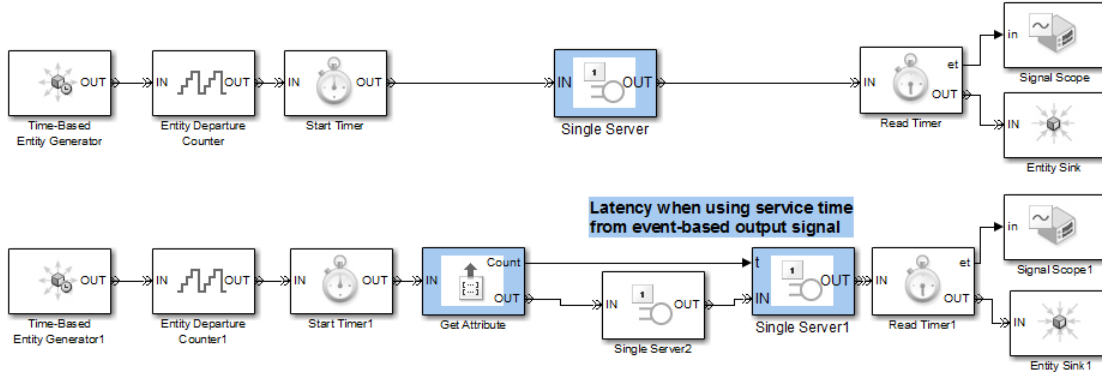 in
Signal Scope
OUT
IN
OUT
IN
IN
1
OUT
IN
et
OUT
Time-Based
Entity Generator
Entity Departure
Counter
Start Timer
Single Server
Read Timer
IN
Entity Sink
Latency when using service time
from event-based output signal
in
Signal Scope1
OUT
IN
OUT
IN
IN
Count
OUT
IN
1
OUT
t
IN
1
OUT
IN
et
OUT
Time-Based
Entity Generator1
Entity Departure
Counter1
Start Timer1
Get Attribute
Single Server2
Single Server1
Read Timer1
IN
Entity Sink1